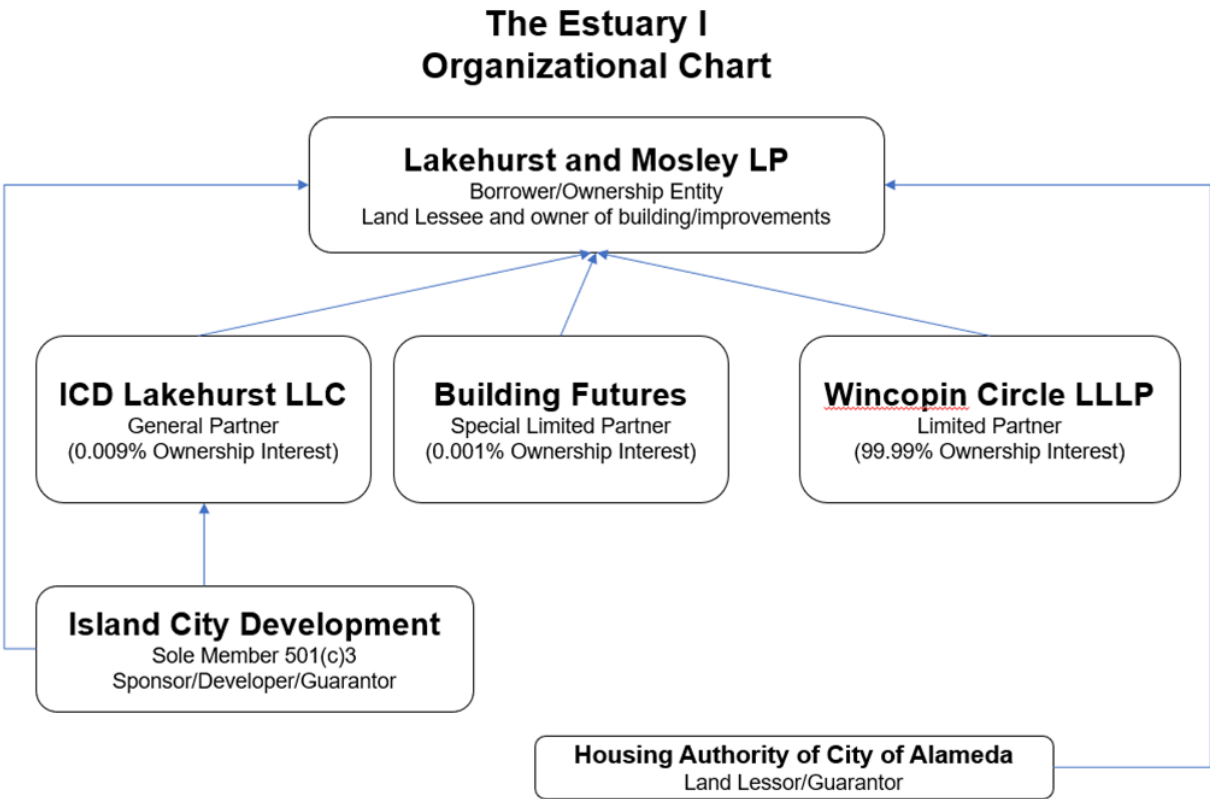 The Estuary I
Organizational Chart
Lakehurst and Mosley LP
Borrower/Ownership Entity
Land Lessee and owner of building/improvements
ICD Lakehurst LLC
General Partner
(0.009% Ownership Interest)
Building Futures
Special Limited Partner
(0.001% Ownership Interest)
Wincopin Circle LLLP
Limited Partner
(99.99% Ownership Interest)
Island City Development
Sole Member 501(c)3
Sponsor/Developer/Guarantor
Housing Authority of City of Alameda
Land Lessor/Guarantor